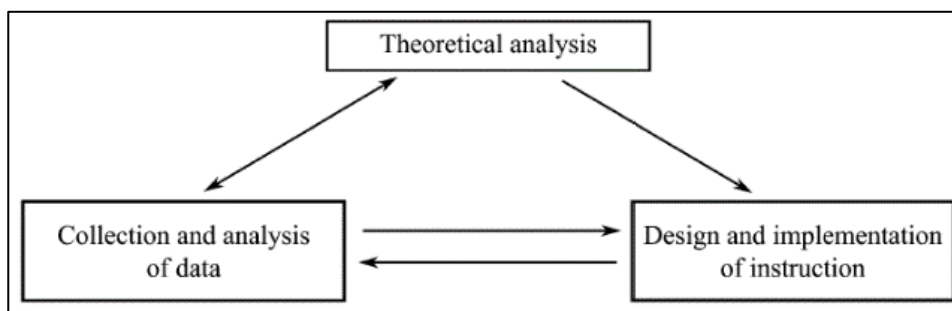 Theoretical analysis
Collection and analysis
of data
Design and implementation
of instruction